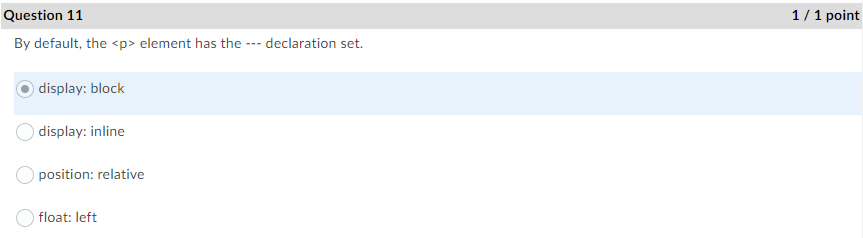 Question 11 1 / 1 point
By default, the <p> element has the --- declaration set.
display: block
display: inline
position: relative
float: left